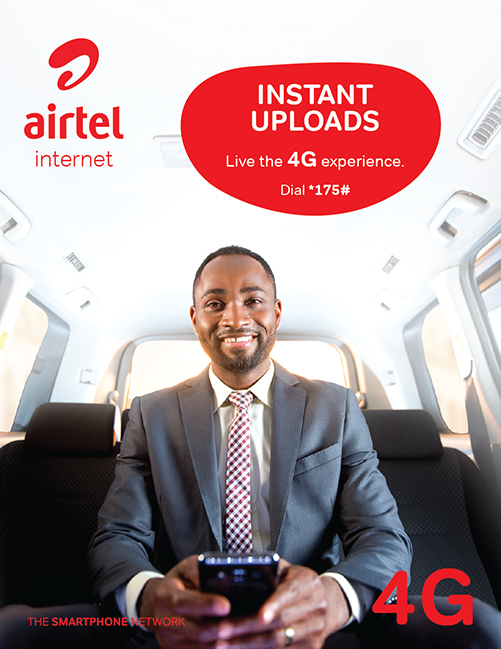 airtel
internet
INSTANT
UPLOADS
Live the 4G experience.
Dial *175#
4G
THE SMARTPHONE NETWORK